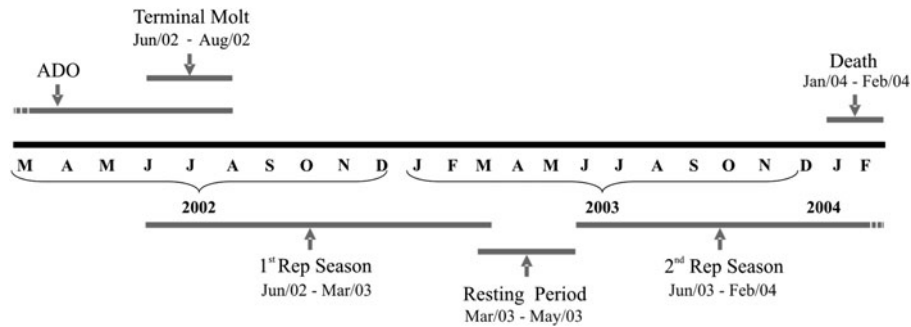 Terminal Molt
Jun/02 - Aug/02
ADO
Death
Jan/04 - Feb/04
M A M J J A S O N D J F M A M J J A S O N D J F
2002 2003 2004
1st Rep Season
Jun/02 - Mar/03
Resting Period
Mar/03 - May/03
2nd Rep Season
Jun/03 - Feb/04